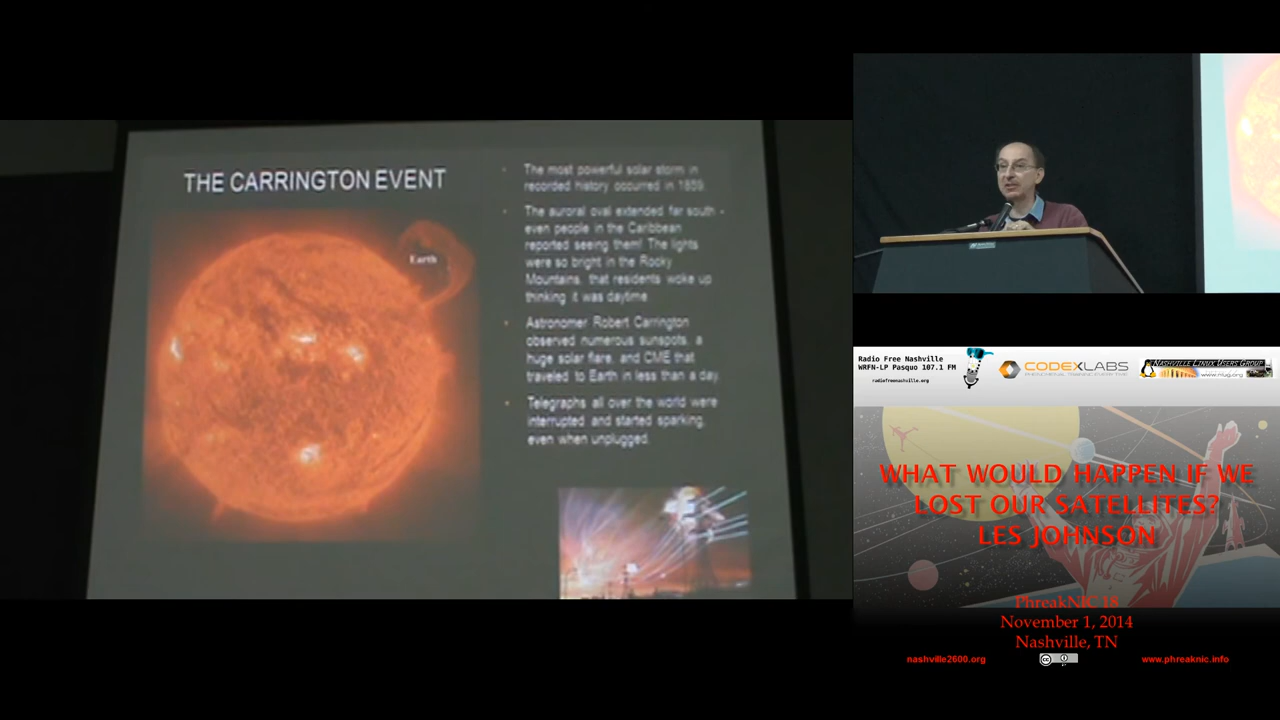 THE CARRINGTON EVENT
Earth
The most powerful solar storm in
recorded history occurred in 1859.
The auroral oval extended far south -
even people in the Caribbean
reported seeing them! The lights
were so bright in the Rocky
Mountains, that residents woke up
thinking it was daytime
Astronomer Robert Carrington
observed numerous sunspots, a
huge solar flare, and CME that
traveled to Earth in less than a day.
Telegraphs all over the world were
interrupted and started sparking,
even when unplugged.
Radio Free Nashville
WRFN-LP Pasquo 107.1 FM
radiofreenashville.org
CODEXLABS
PHENOMENAL TRAINING EVERY TIME
NASHVILLE LINUX USERS GROUP
www.nlug.org
WHAT WOULD HAPPEN IF WE
LOST OUR SATELLITES?
LES JOHNSON
PhreakNIC 18
November 1, 2014
Nashville, TN
nashville2600.org
cc
www.phreaknic.info